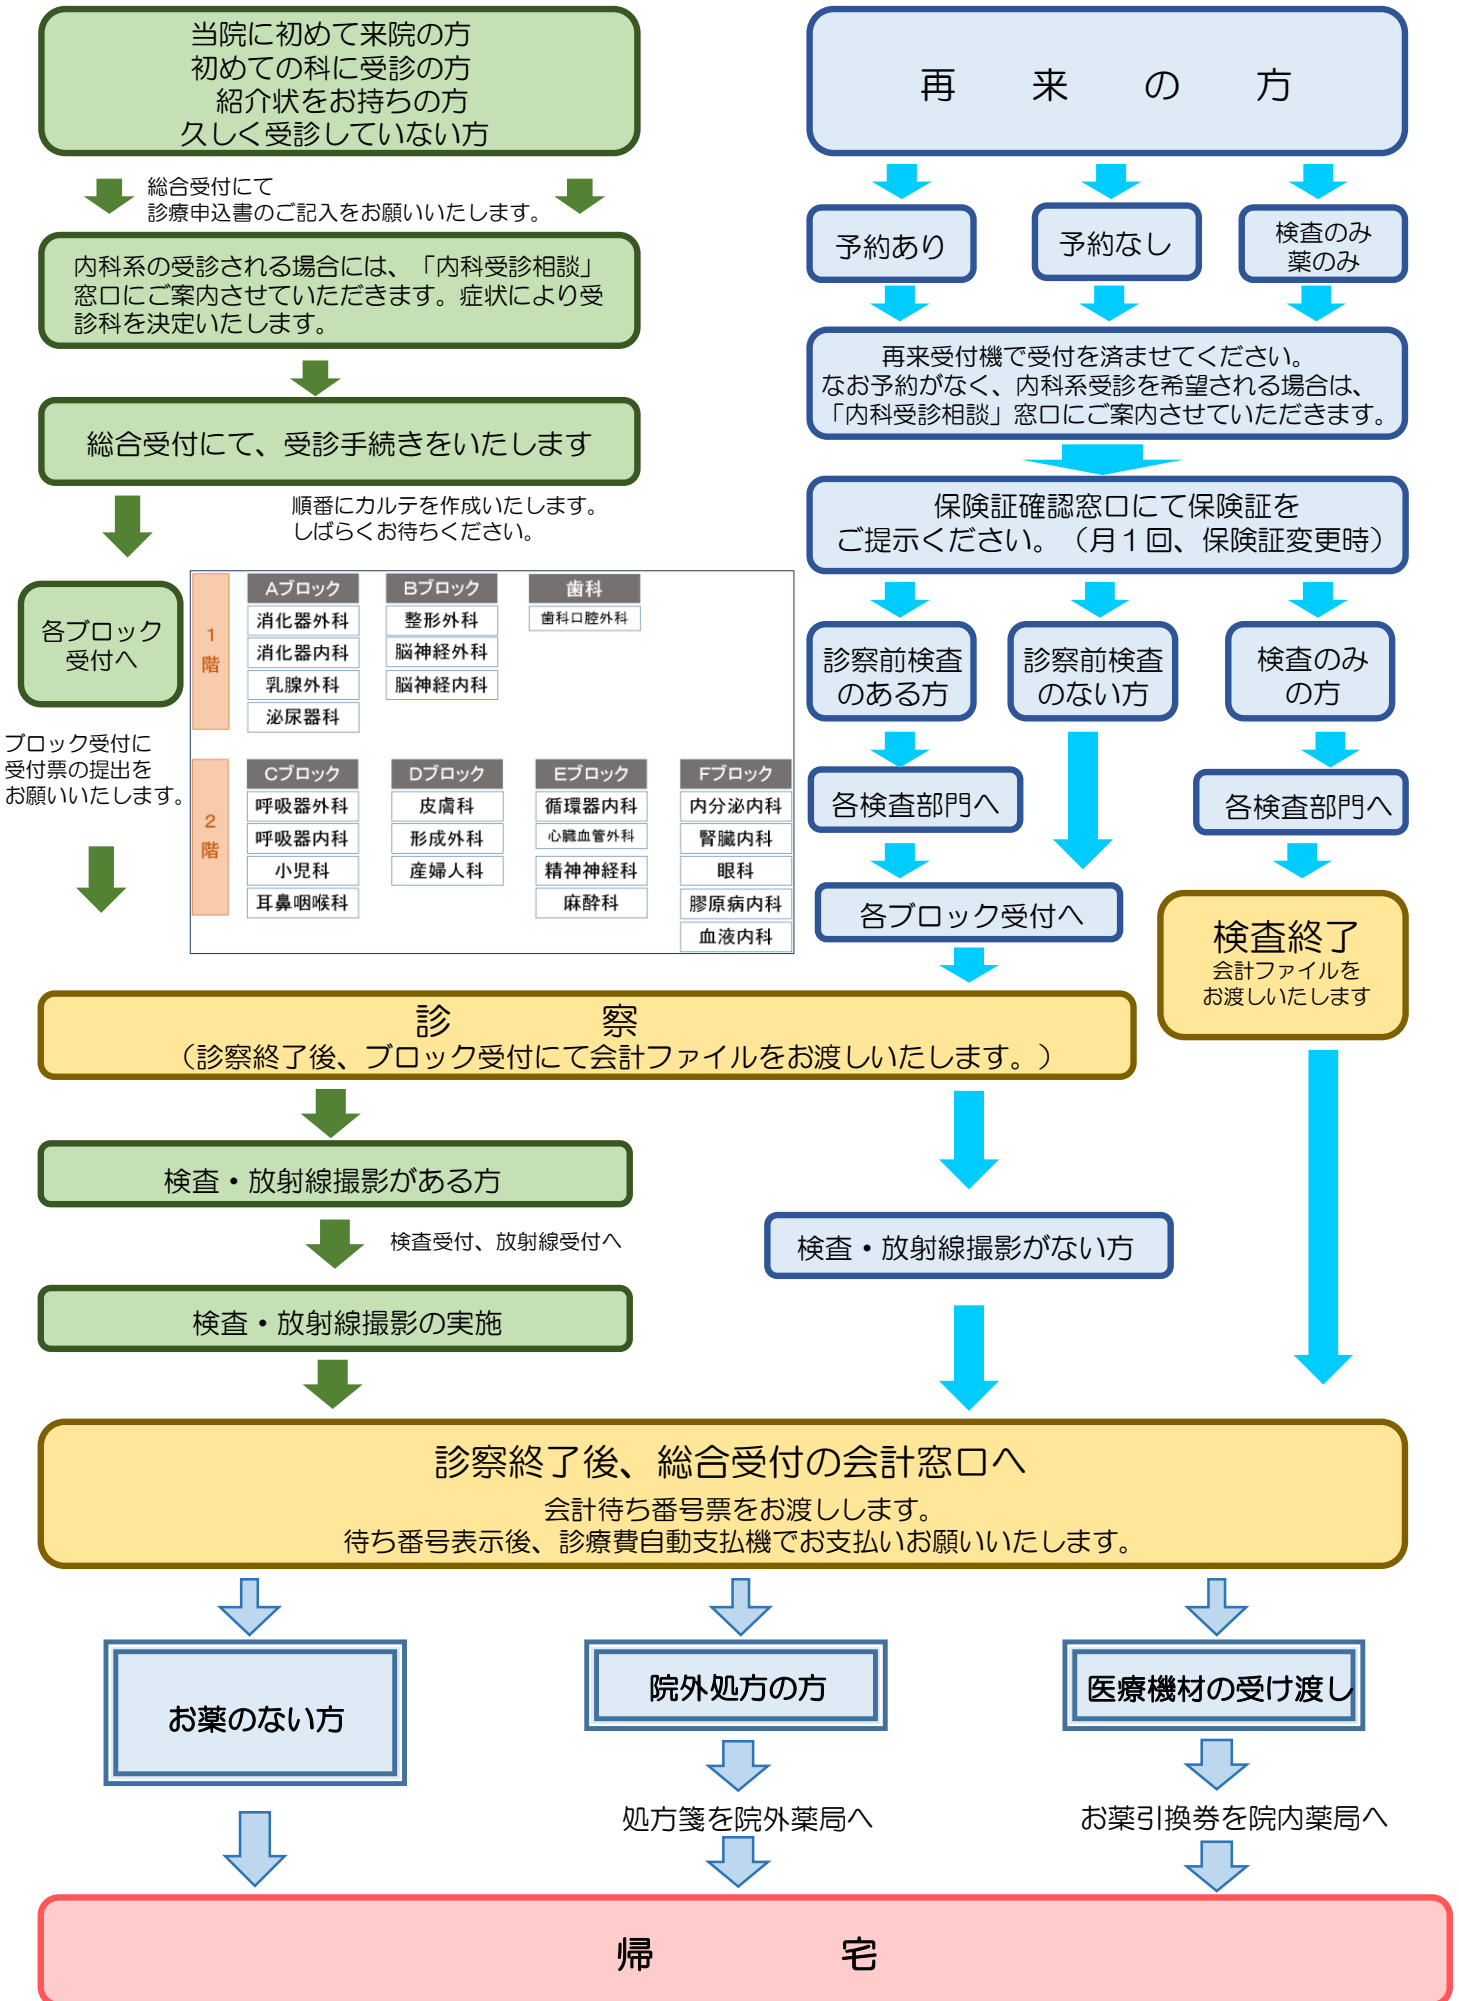 当院に初めて来院の方
初めての科に受診の方
紹介状をお持ちの方
久しく受診していない方
総合受付にて
診療申込書のご記入をお願いいたします。
内科系の受診される場合には、「内科受診相談」
窓口にご案内させていただきます。症状により受
診科を決定いたします。
総合受付にて、受診手続きをいたします
順番にカルテを作成いたします。
しばらくお待ちください。
各ブロック
受付へ
ブロック受付に
受付票の提出を
お願いいたします。
1
階
Aブロック
消化器外科
消化器内科
乳腺外科
泌尿器科
Bブロック
整形外科
脳神経外科
脳神経内科
歯科
歯科口腔外科
2
階
Cブロック
呼吸器外科
呼吸器内科
小児科
耳鼻咽喉科
Dブロック
皮膚科
形成外科
産婦人科
Eブロック
循環器内科
心臓血管外科
精神神経科
麻酔科
Fブロック
内分泌内科
腎臓内科
眼科
膠原病内科
血液内科
再 来 の 方
予約あり
予約なし
検査のみ
薬のみ
再来受付機で受付を済ませてください。
なお予約がなく、内科系受診を希望される場合は、
「内科受診相談」窓口にご案内させていただきます。
保険証確認窓口にて保険証を
ご提示ください。（月１回、保険証変更時）
診察前検査
のある方
診察前検査
のない方
検査のみ
の方
各検査部門へ
各検査部門へ
各ブロック受付へ
検査終了
会計ファイルを
お渡しいたします
診 察
（診察終了後、ブロック受付にて会計ファイルをお渡しいたします。）
検査・放射線撮影がある方
検査受付、放射線受付へ
検査・放射線撮影がない方
検査・放射線撮影の実施
診察終了後、総合受付の会計窓口へ
会計待ち番号票をお渡しします。
待ち番号表示後、診療費自動支払機でお支払いお願いいたします。
お薬のない方
院外処方の方
医療機材の受け渡し
処方箋を院外薬局へ
お薬引換券を院内薬局へ
帰 宅